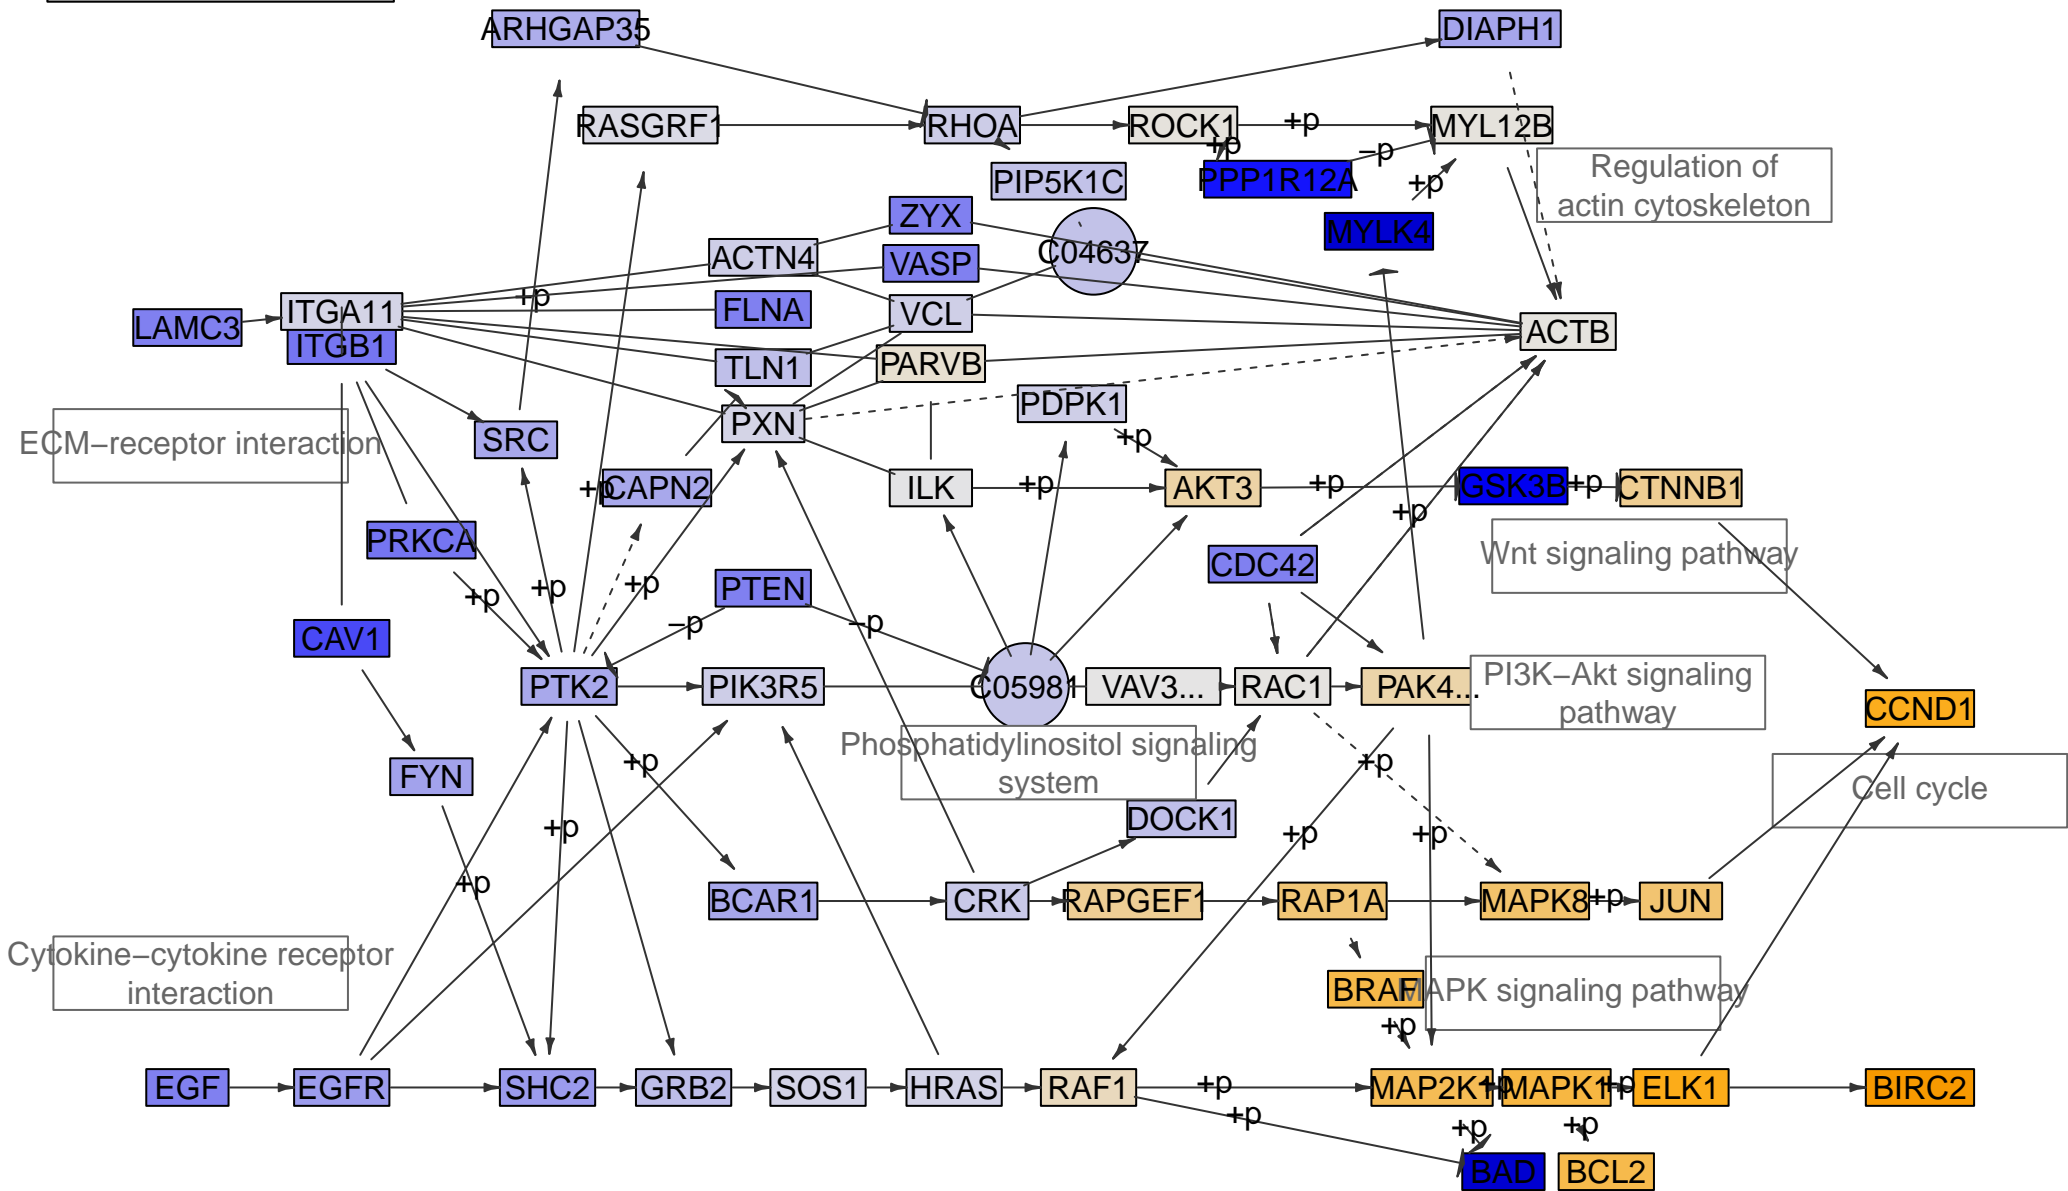 ARHGAP35
DIAPH1
RASGRF1
RHOA
ROCK1
+p
MYL12B
+p
−p
Regulation of
actin cytoskeleton
PIP5K1C
PPP1R12A
+p
ZYX
MYLK4
ACTN4
VASP
C04637
+p
ITGA11
FLNA
VCL
LAMC3
ITGB1
ACTB
TLN1
PARVB
PDPK1
PXN
ECM−receptor interaction
SRC
+p
+p
CAPN2
ILK
+p
AKT3
+p
GSK3B
+p
CTNNB1
+p
PRKCA
Wnt signaling pathway
CDC42
+p
+p
+p
PTEN
−p
−p
CAV1
PTK2
PIK3R5
C05981
VAV3...
RAC1
PAK4...
PI3K−Akt signaling
pathway
CCND1
Phosphatidylinositol signaling
system
+p
+p
FYN
Cell cycle
DOCK1
+p
+p
+p
+p
BCAR1
CRK
RAPGEF1
RAP1A
MAPK8
+p
JUN
Cytokine−cytokine receptor
interaction
BRAF
MAPK signaling pathway
+p
EGF
EGFR
SHC2
GRB2
SOS1
HRAS
RAF1
+p
MAP2K1
+p
MAPK1
+p
ELK1
BIRC2
+p
+p
+p
BAD
BCL2